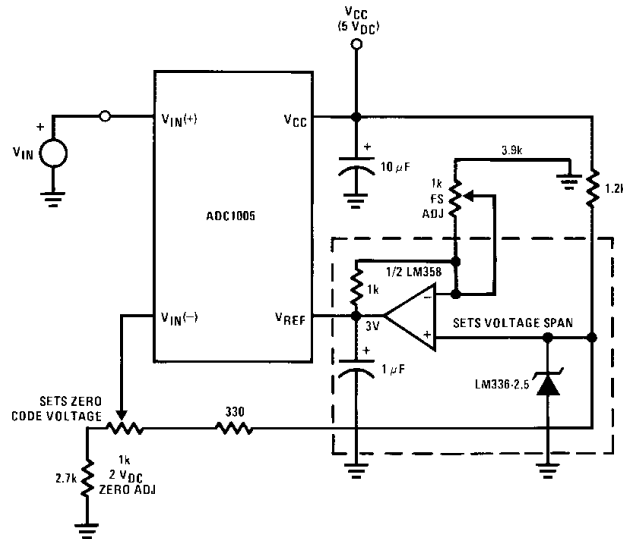 VCC
(5 VDC)
VIN(+)
VCC
+
VIN
+
10 µF
3.9k
1k
FS
ADJ
1.2k
ADC1005
1/2 LM358
1k
VIN(−)
VREF
3V
−
+
SETS VOLTAGE SPAN
+
1 µF
LM336-2.5
SETS ZERO
CODE VOLTAGE
330
1k
2 VDC
ZERO ADJ
2.7k